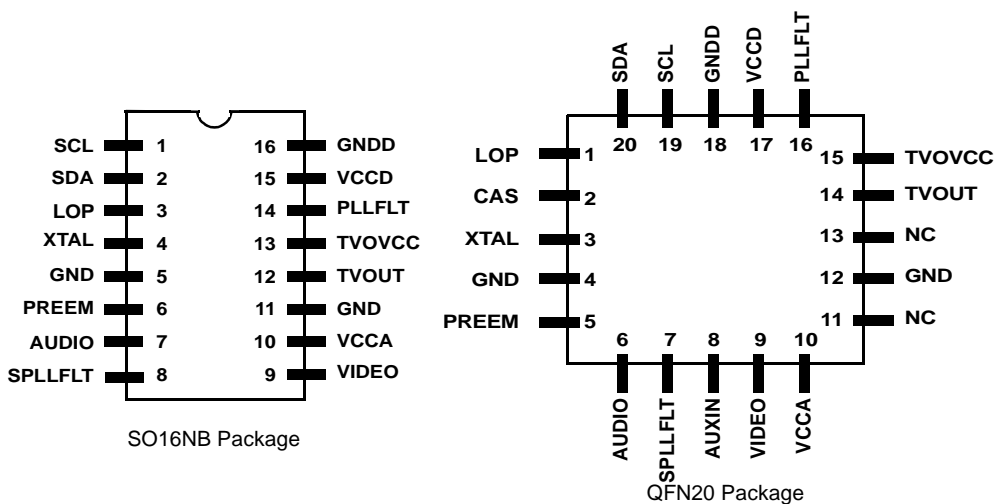 SCL 1 16 GNDD
SDA 2 15 VCCD
LOP 3 14 PLLFLT
XTAL 4 13 TVOVCC
GND 5 12 TVOUT
PREEM 6 11 GND
AUDIO 7 10 VCCA
SPLLFLT 8 9 VIDEO
SO16NB Package
SDA SCL GNDD VCCD PLLFLT
20 19 18 17 16
LOP 1 15 TVOVCC
CAS 2 14 TVOUT
XTAL 3 13 NC
GND 4 12 GND
PREEM 5 11 NC
6 7 8 9 10
AUDIO SPLLFLT AUXIN VIDEO VCCA
QFN20 Package